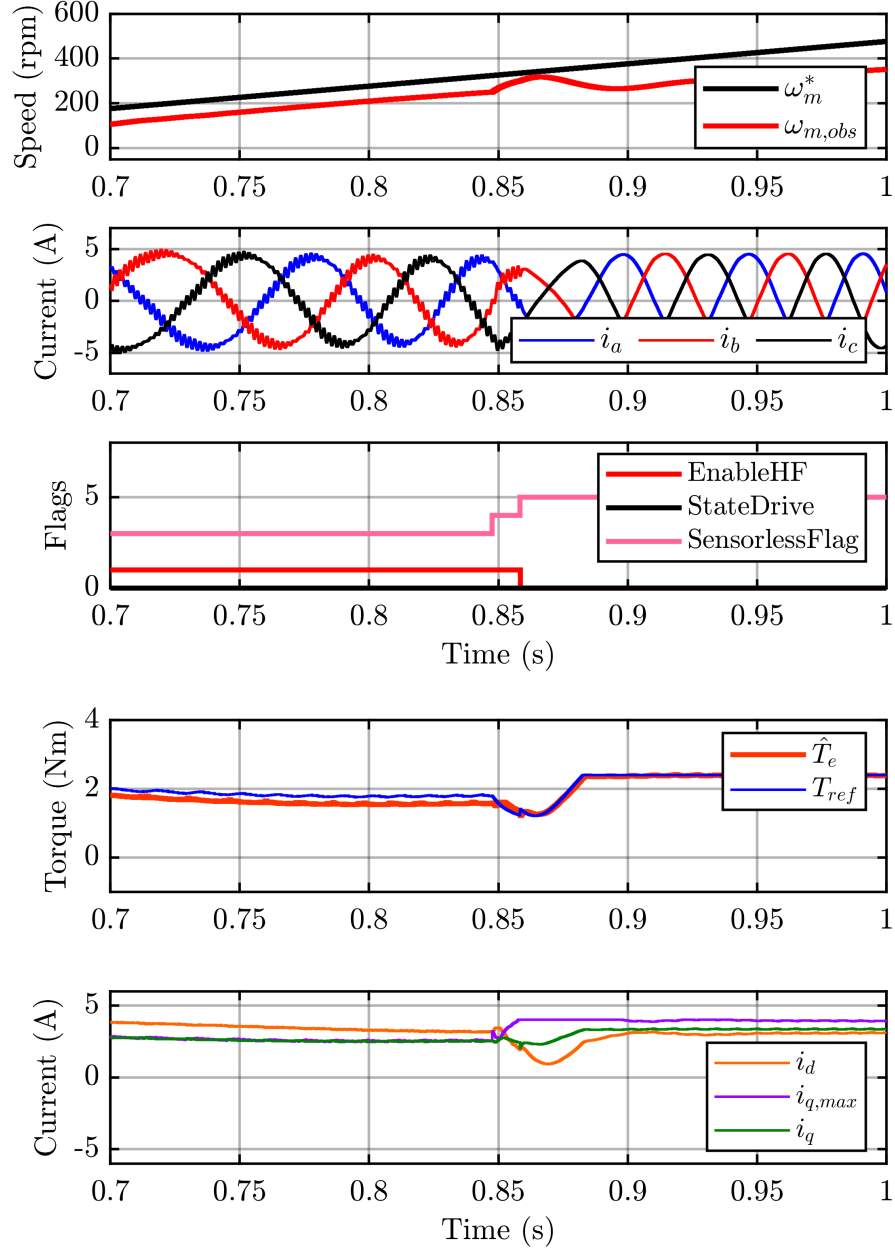 Speed (rpm)
600
400
200
0
ω*m
ωm,obs
0.7 0.75 0.8 0.85 0.9 0.95 1
Current (A)
5
0
-5
ia ib ic
0.7 0.75 0.8 0.85 0.9 0.95 1
Flags
5
0
EnableHF
StateDrive
SensorlessFlag
0.7 0.75 0.8 0.85 0.9 0.95 1
Time (s)
Torque (Nm)
4
2
0
T̂e
Tref
0.7 0.75 0.8 0.85 0.9 0.95 1
Current (A)
5
0
-5
id
iq,max
iq
0.7 0.75 0.8 0.85 0.9 0.95 1
Time (s)